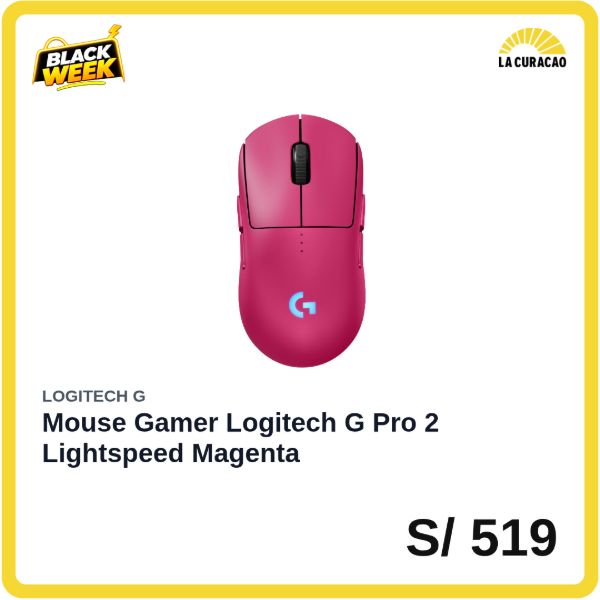 BLACK
WEEK
LA CURACAO
G
LOGITECH G
Mouse Gamer Logitech G Pro 2
Lightspeed Magenta
S/ 519